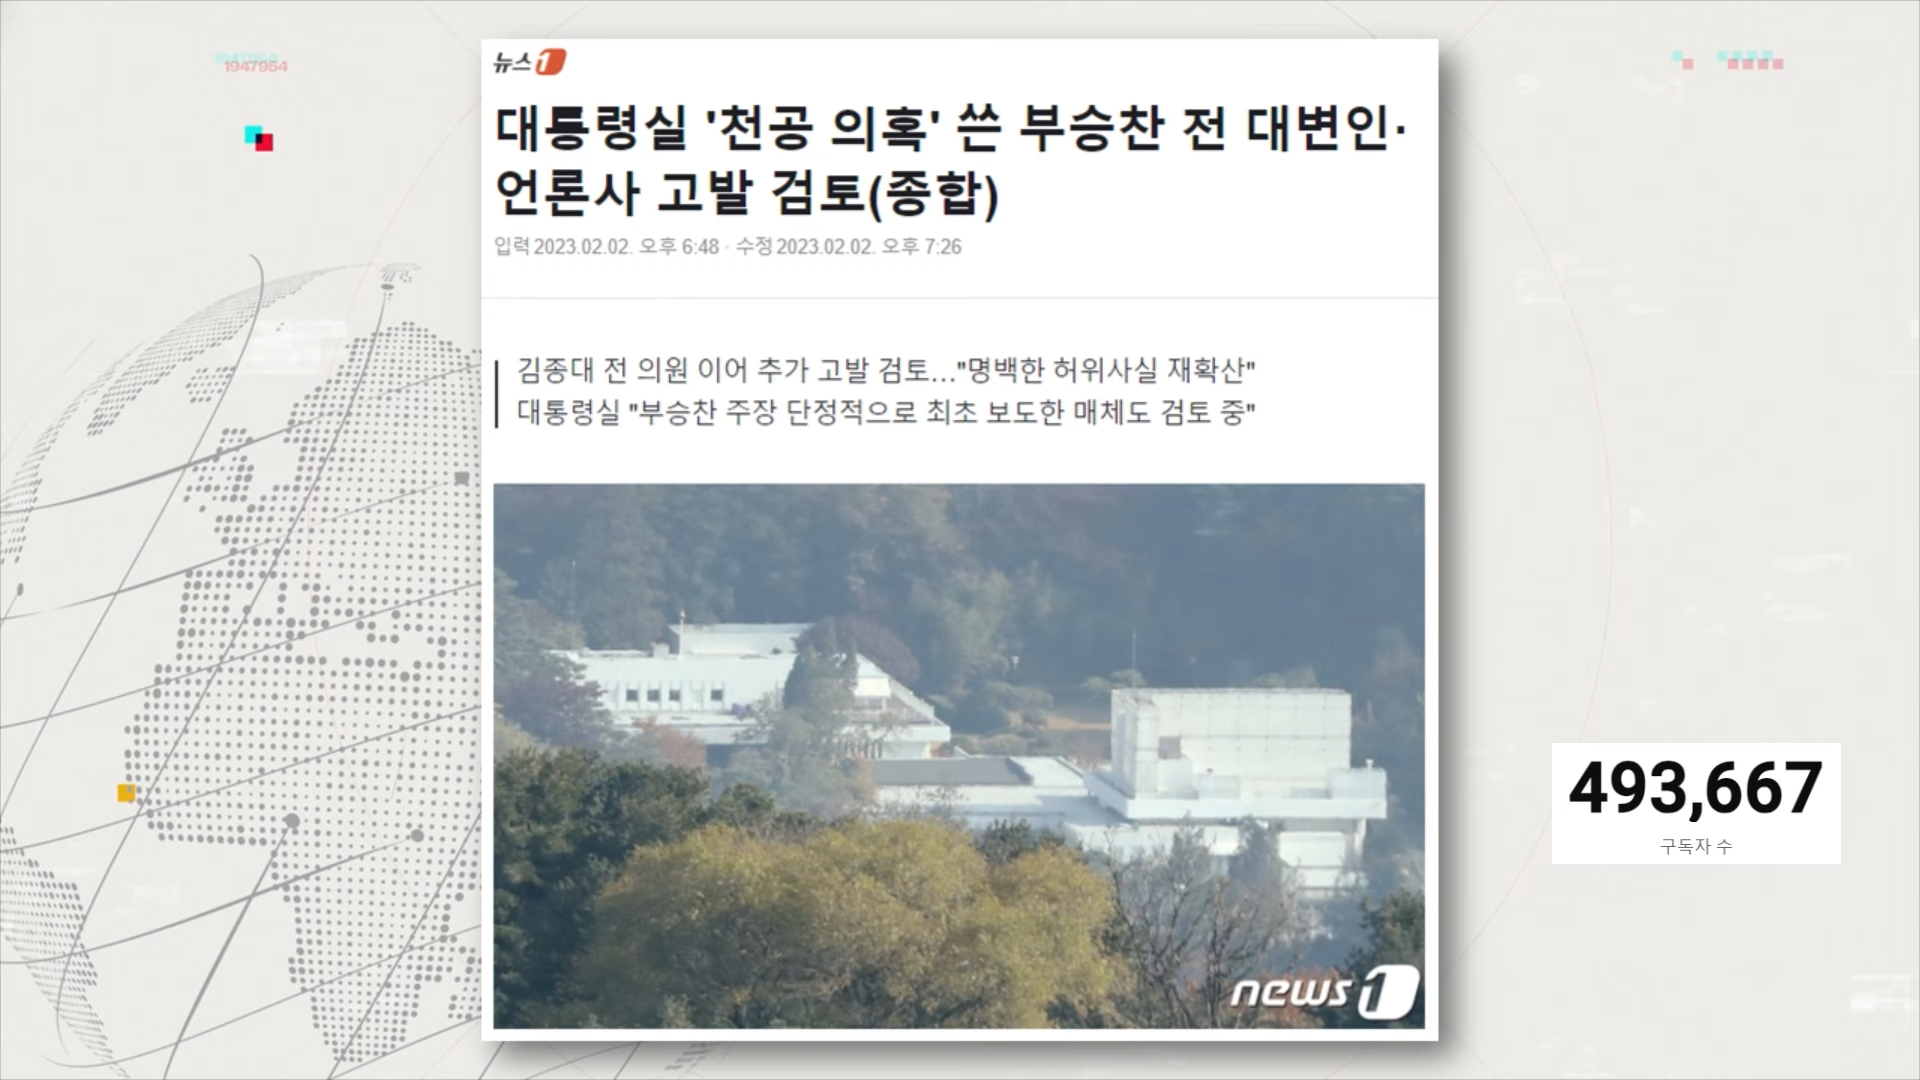 1947954
뉴스1
대통령실 '천공 의혹' 쓴 부승찬 전 대변인·
언론사 고발 검토(종합)
입력 2023.02.02. 오후 6:48 · 수정 2023.02.02. 오후 7:26
김종대 전 의원 이어 추가 고발 검토…"명백한 허위사실 재확산"
대통령실 "부승찬 주장 단정적으로 최초 보도한 매체도 검토 중"
news1
493,667
구독자 수